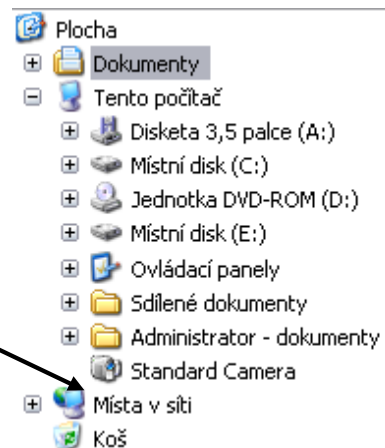 Plocha
Dokumenty
Tento počítač
Disketa 3,5 palce (A:)
Místní disk (C:)
Jednotka DVD-ROM (D:)
Místní disk (E:)
Ovládací panely
Sdílené dokumenty
Administrator - dokumenty
Standard Camera
Místa v síti
Koš